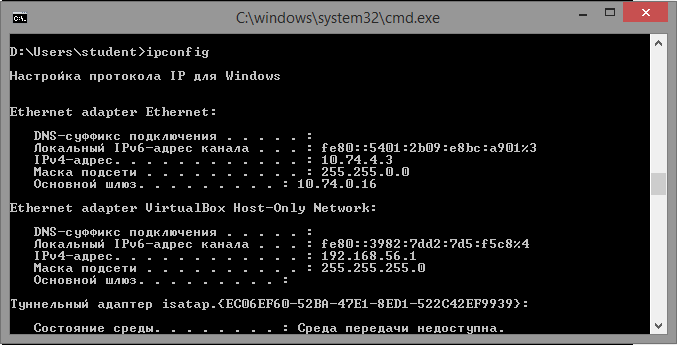 C:\windows\system32\cmd.exe
D:\Users\student>ipconfig
Настройка протокола IP для Windows
Ethernet adapter Ethernet:
DNS-суффикс подключения . . . . . :
Локальный IPv6-адрес канала . . . : fe80::5401:2b09:e8bc:a901%3
IPv4-адрес. . . . . . . . . . . . : 10.74.4.3
Маска подсети . . . . . . . . . . : 255.255.0.0
Основной шлюз. . . . . . . . . : 10.74.0.16
Ethernet adapter VirtualBox Host-Only Network:
DNS-суффикс подключения . . . . . :
Локальный IPv6-адрес канала . . . : fe80::3982:7dd2:7d5:f5c8%4
IPv4-адрес. . . . . . . . . . . . : 192.168.56.1
Маска подсети . . . . . . . . . . : 255.255.255.0
Основной шлюз. . . . . . . . . :
Туннельный адаптер isatap.{EC06EF60-52BA-47E1-8ED1-522C42EF9939}:
Состояние среды. . . . . . . . : Среда передачи недоступна.